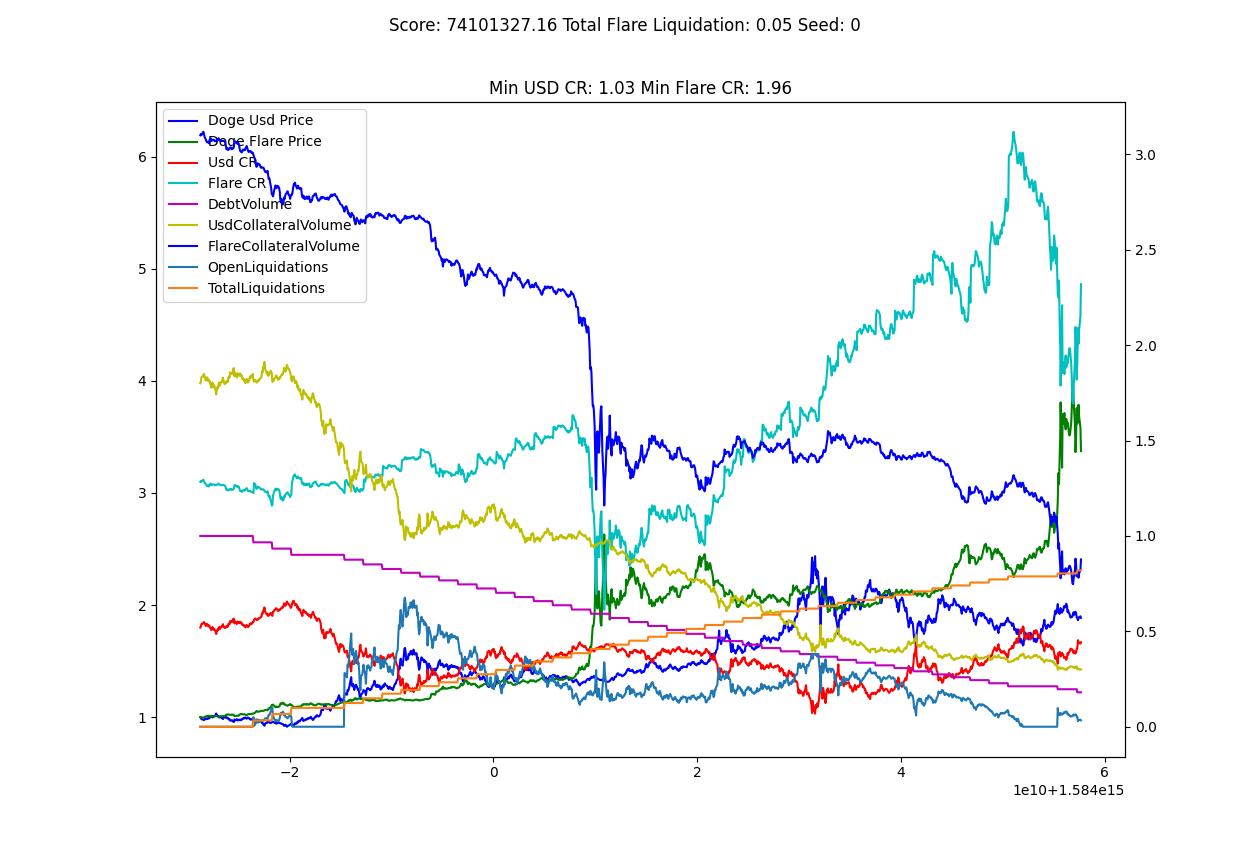 Score: 74101327.16 Total Flare Liquidation: 0.05 Seed: 0
Min USD CR: 1.03 Min Flare CR: 1.96
Doge Usd Price
Doge Flare Price
Usd CR
Flare CR
DebtVolume
UsdCollateralVolume
FlareCollateralVolume
OpenLiquidations
TotalLiquidations
6
5
4
3
2
1
3.0
2.5
2.0
1.5
1.0
0.5
0.0
−2
0
2
4
6
1e10+1.584e15